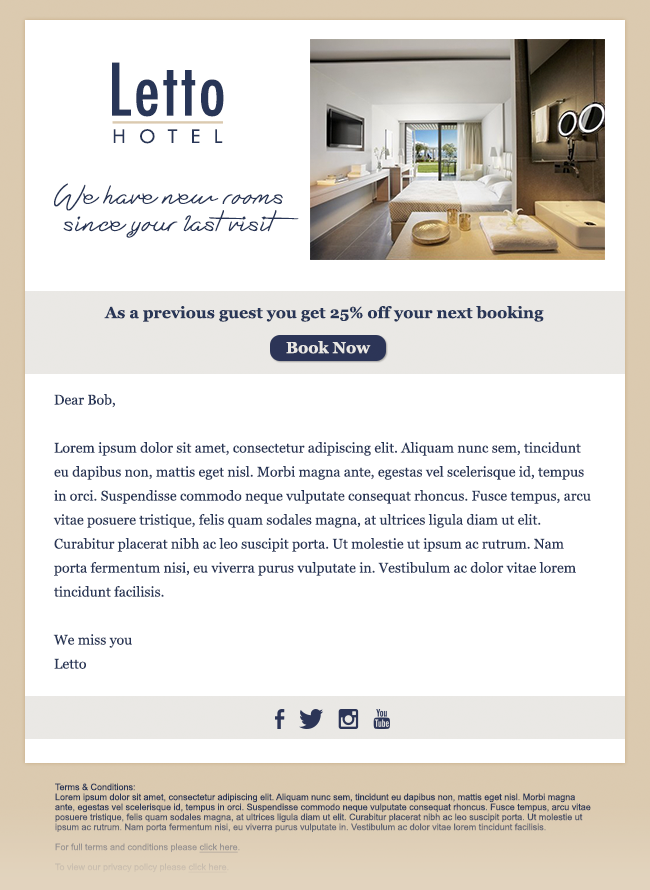 Letto
HOTEL
We have new rooms
since your last visit
As a previous guest you get 25% off your next booking
Book Now
Dear Bob,
Lorem ipsum dolor sit amet, consectetur adipiscing elit. Aliquam nunc sem, tincidunt
eu dapibus non, mattis eget nisl. Morbi magna ante, egestas vel scelerisque id, tempus
in orci. Suspendisse commodo neque vulputate consequat rhoncus. Fusce tempus, arcu
vitae posuere tristique, felis quam sodales magna, at ultrices ligula diam ut elit.
Curabitur placerat nibh ac leo suscipit porta. Ut molestie ut ipsum ac rutrum. Nam
porta fermentum nisi, eu viverra purus vulputate in. Vestibulum ac dolor vitae lorem
tincidunt facilisis.
We miss you
Letto
You
Tube
Terms & Conditions:
Lorem ipsum dolor sit amet, consectetur adipiscing elit. Aliquam nunc sem, tincidunt eu dapibus non, mattis eget nisl. Morbi magna
ante, egestas vel scelerisque id, tempus in orci. Suspendisse commodo neque vulputate consequat rhoncus. Fusce tempus, arcu vitae
posuere tristique, felis quam sodales magna, at ultrices ligula diam ut elit. Curabitur placerat nibh ac leo suscipit porta. Ut molestie ut
ipsum ac rutrum. Nam porta fermentum nisi, eu viverra purus vulputate in. Vestibulum ac dolor vitae lorem tincidunt facilisis.
For full terms and conditions please click here.
To view our privacy policy please click here.